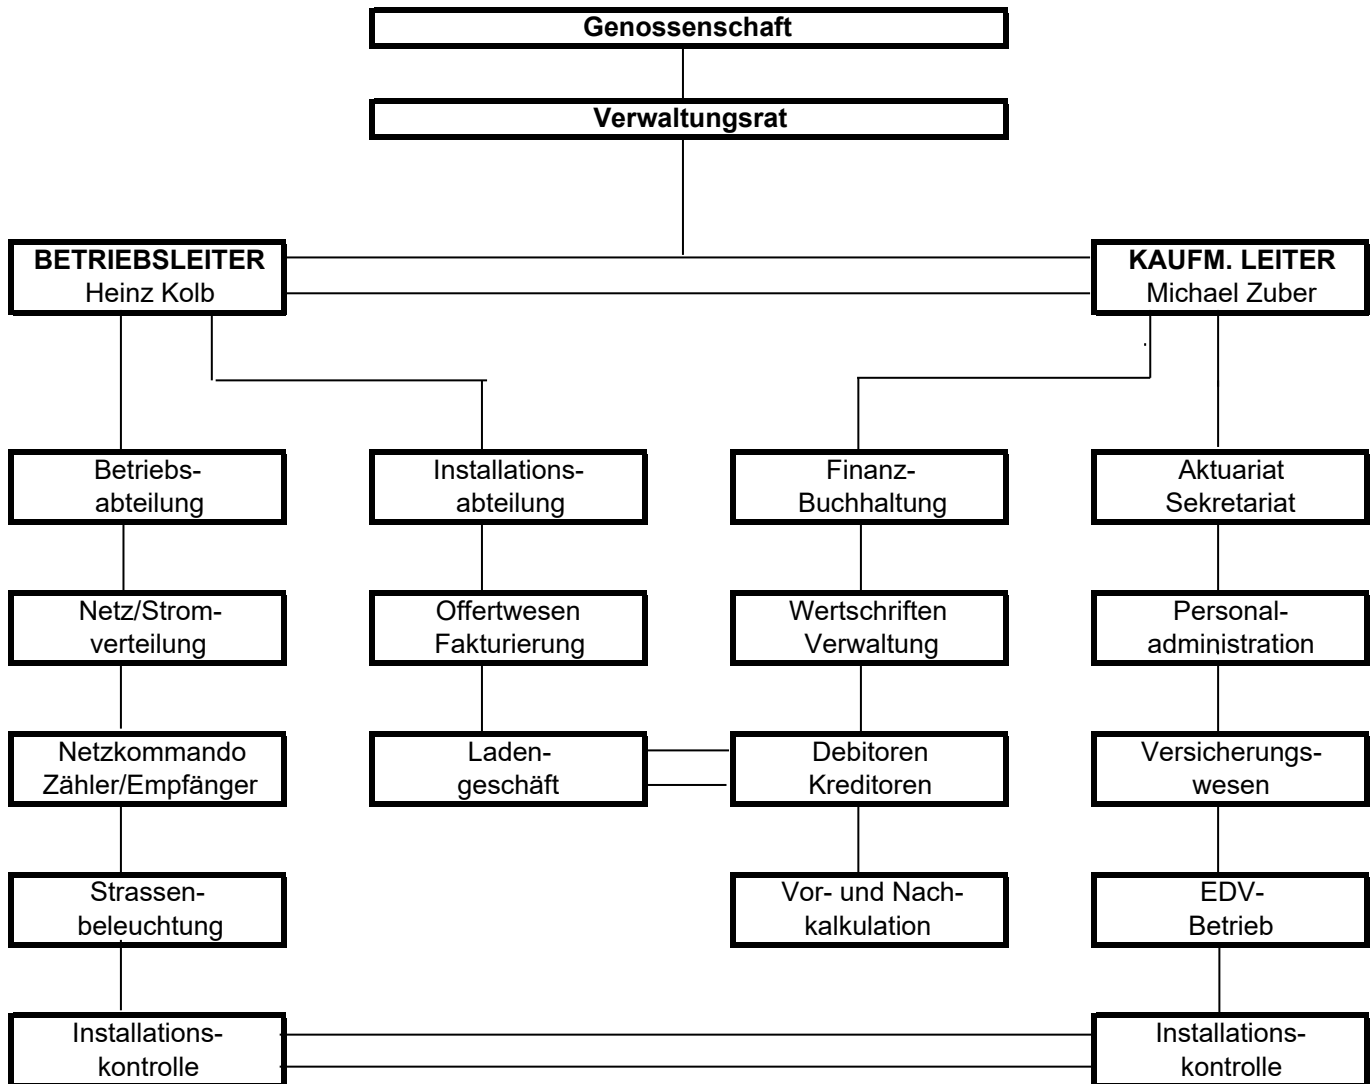 Genossenschaft
Verwaltungsrat
BETRIEBSLEITER
Heinz Kolb
KAUFM. LEITER
Michael Zuber
Betriebs-
abteilung
Installations-
abteilung
Finanz-
Buchhaltung
Aktuariat
Sekretariat
Netz/Strom-
verteilung
Offertwesen
Fakturierung
Wertschriften
Verwaltung
Personal-
administration
Netzkommando
Zähler/Empfänger
Laden-
geschäft
Debitoren
Kreditoren
Versicherungs-
wesen
Strassen-
beleuchtung
Vor- und Nach-
kalkulation
EDV-
Betrieb
Installations-
kontrolle
Installations-
kontrolle